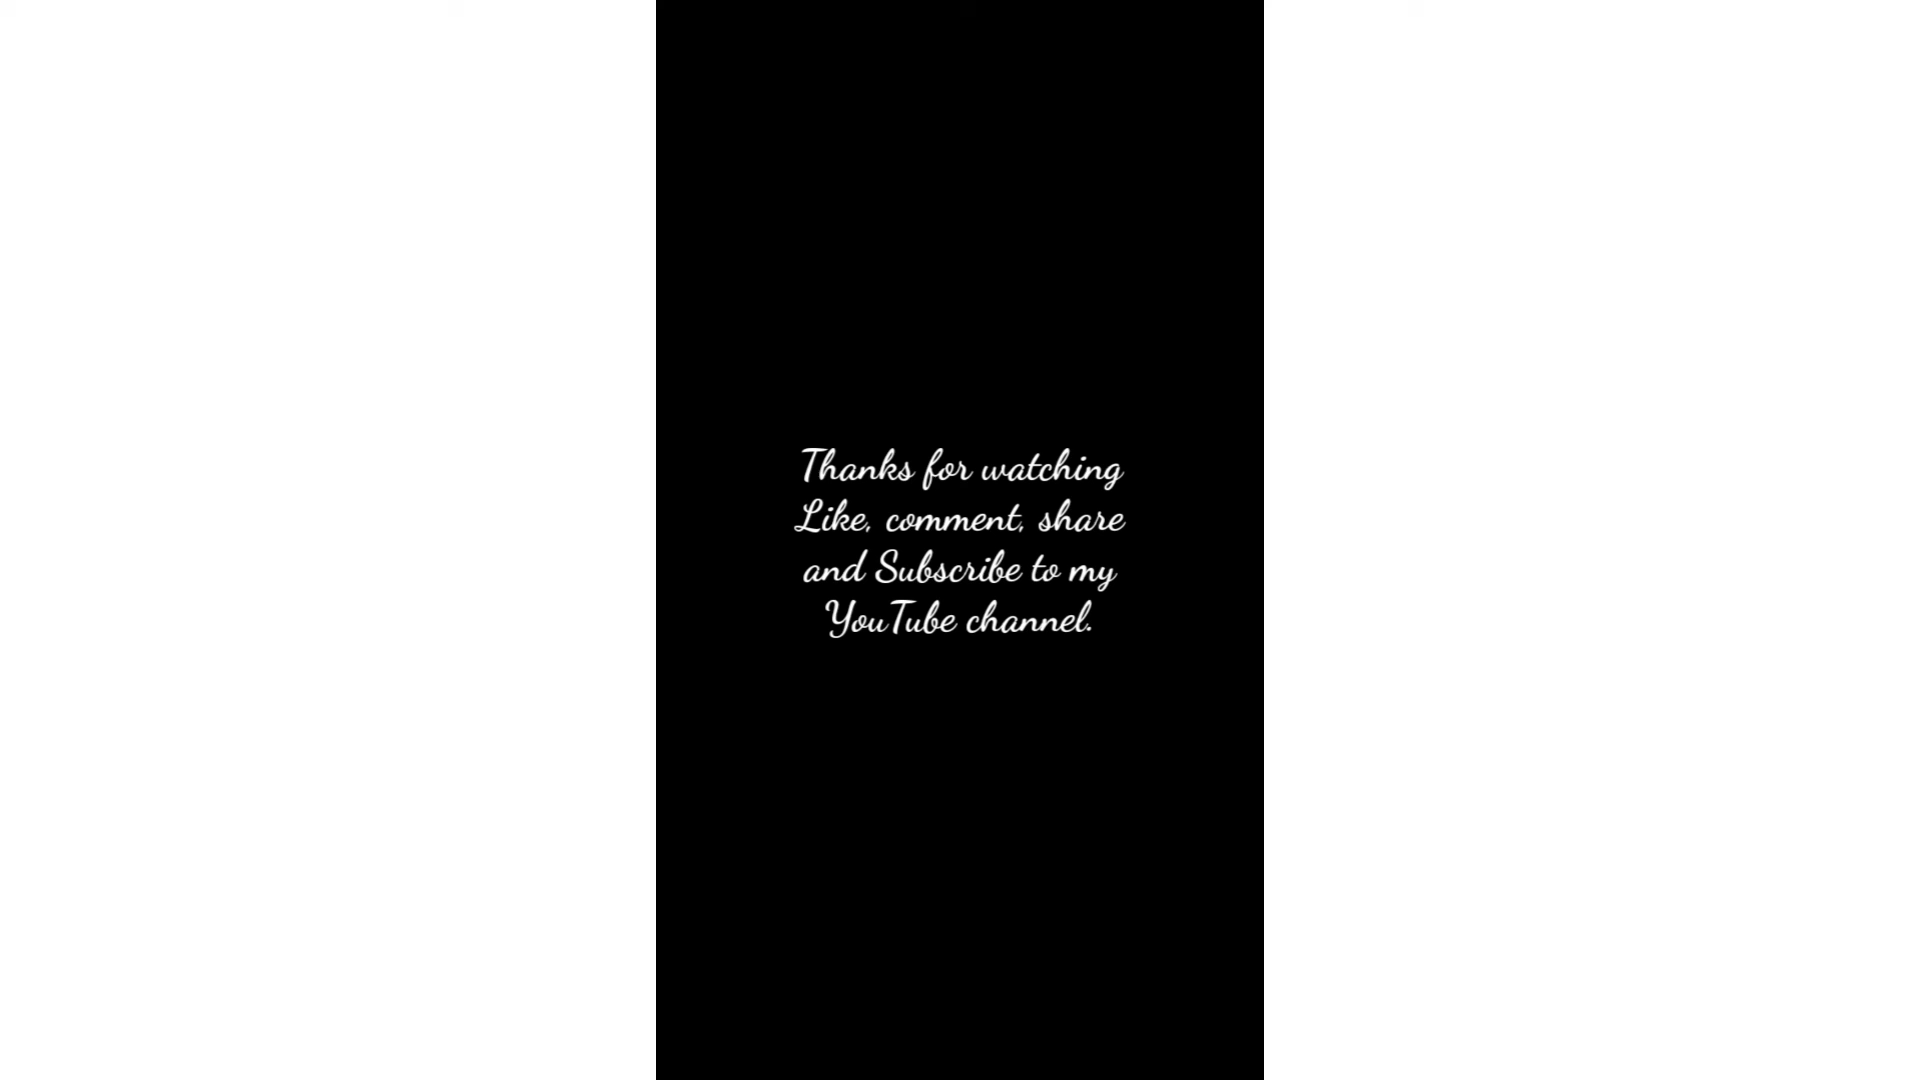 Thanks for watching
Like, comment, share
and Subscribe to my
YouTube channel.